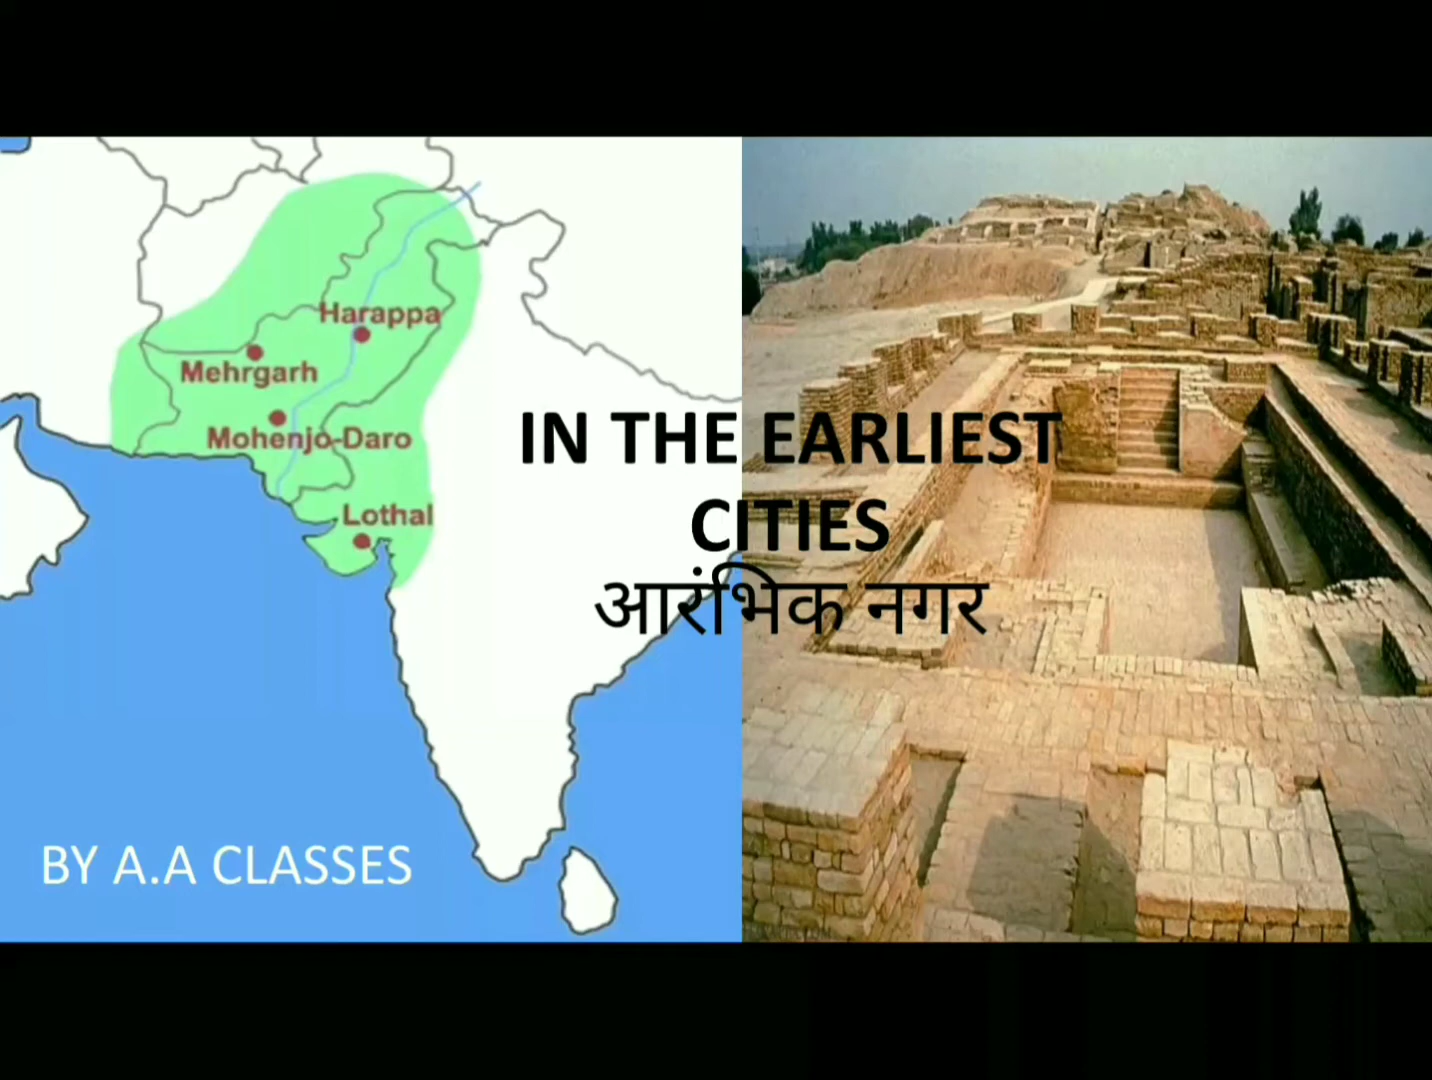 Harappa
Mehrgarh
Mohenjo-Daro
Lothal
IN THE EARLIEST
CITIES
आरंभिक नगर
BY A.A CLASSES